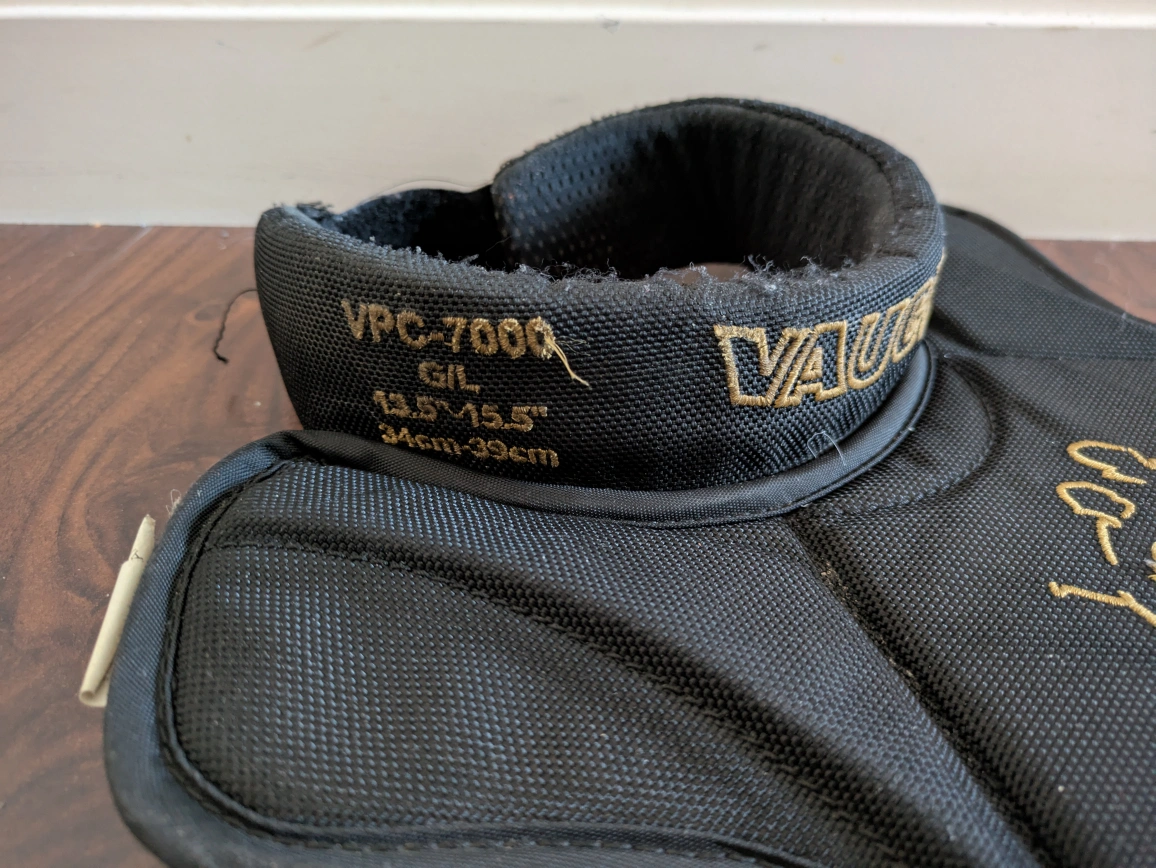 VPC-7000
G/L
13.5"-15.5"
34cm-39cm
VAUGH